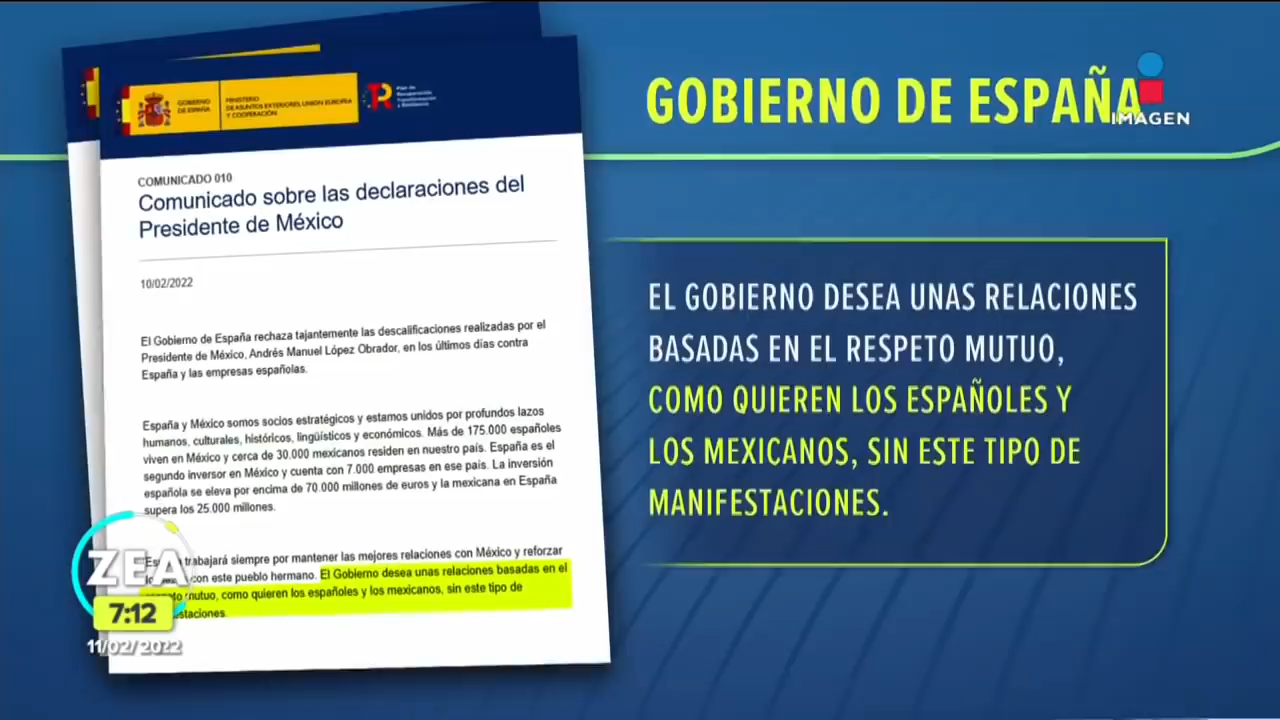 GOBIERNO
DE ESPAÑA
MINISTERIO
DE ASUNTOS EXTERIORES, UNIÓN EUROPEA
Y COOPERACIÓN
Plan de
Recuperación,
Transformación
y Resiliencia
COMUNICADO 010
Comunicado sobre las declaraciones del
Presidente de México
10/02/2022
El Gobierno de España rechaza tajantemente las descalificaciones realizadas por el
Presidente de México, Andrés Manuel López Obrador, en los últimos días contra
España y las empresas españolas.
España y México somos socios estratégicos y estamos unidos por profundos lazos
humanos, culturales, históricos, lingüísticos y económicos. Más de 175.000 españoles
viven en México y cerca de 30.000 mexicanos residen en nuestro país. España es el
segundo inversor en México y cuenta con 7.000 empresas en ese país. La inversión
española se eleva por encima de 70.000 millones de euros y la mexicana en España
supera los 25.000 millones.
trabajará siempre por mantener las mejores relaciones con México y reforzar
con este pueblo hermano. El Gobierno desea unas relaciones basadas en el
mutuo, como quieren los españoles y los mexicanos, sin este tipo de
staciones.
ZEA
7:12
11/02/2022
GOBIERNO DE ESPAÑA
IMAGEN
EL GOBIERNO DESEA UNAS RELACIONES
BASADAS EN EL RESPETO MUTUO,
COMO QUIEREN LOS ESPAÑOLES Y
LOS MEXICANOS, SIN ESTE TIPO DE
MANIFESTACIONES.